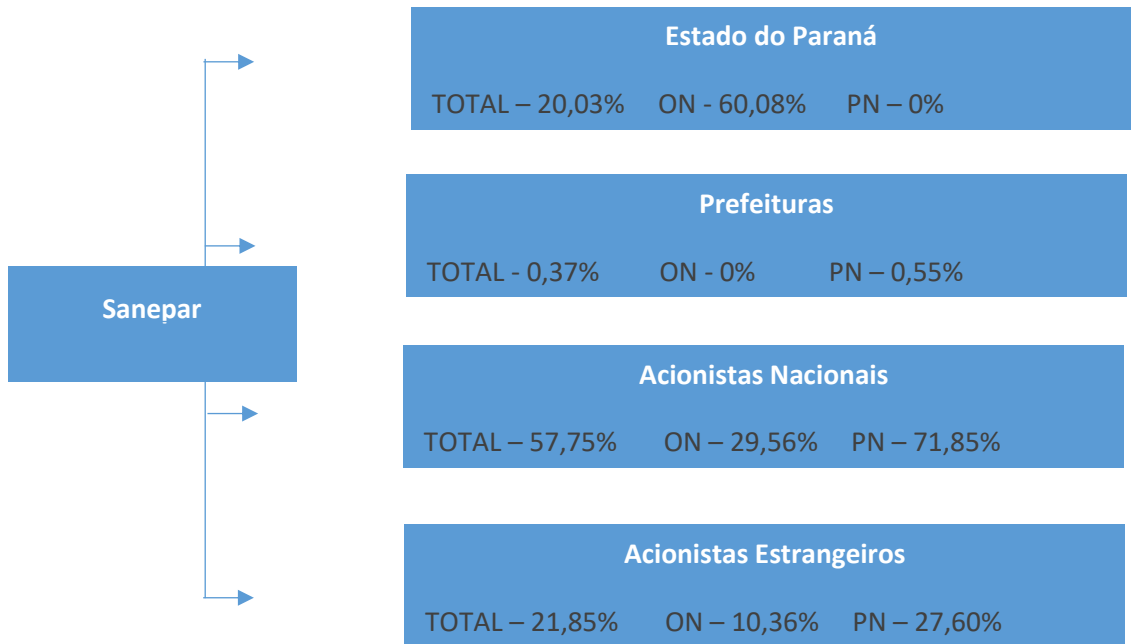 Estado do Paraná
TOTAL – 20,03% ON - 60,08% PN – 0%
Prefeituras
TOTAL - 0,37% ON - 0% PN – 0,55%
Sanepar
Acionistas Nacionais
TOTAL – 57,75% ON – 29,56% PN – 71,85%
Acionistas Estrangeiros
TOTAL – 21,85% ON – 10,36% PN – 27,60%